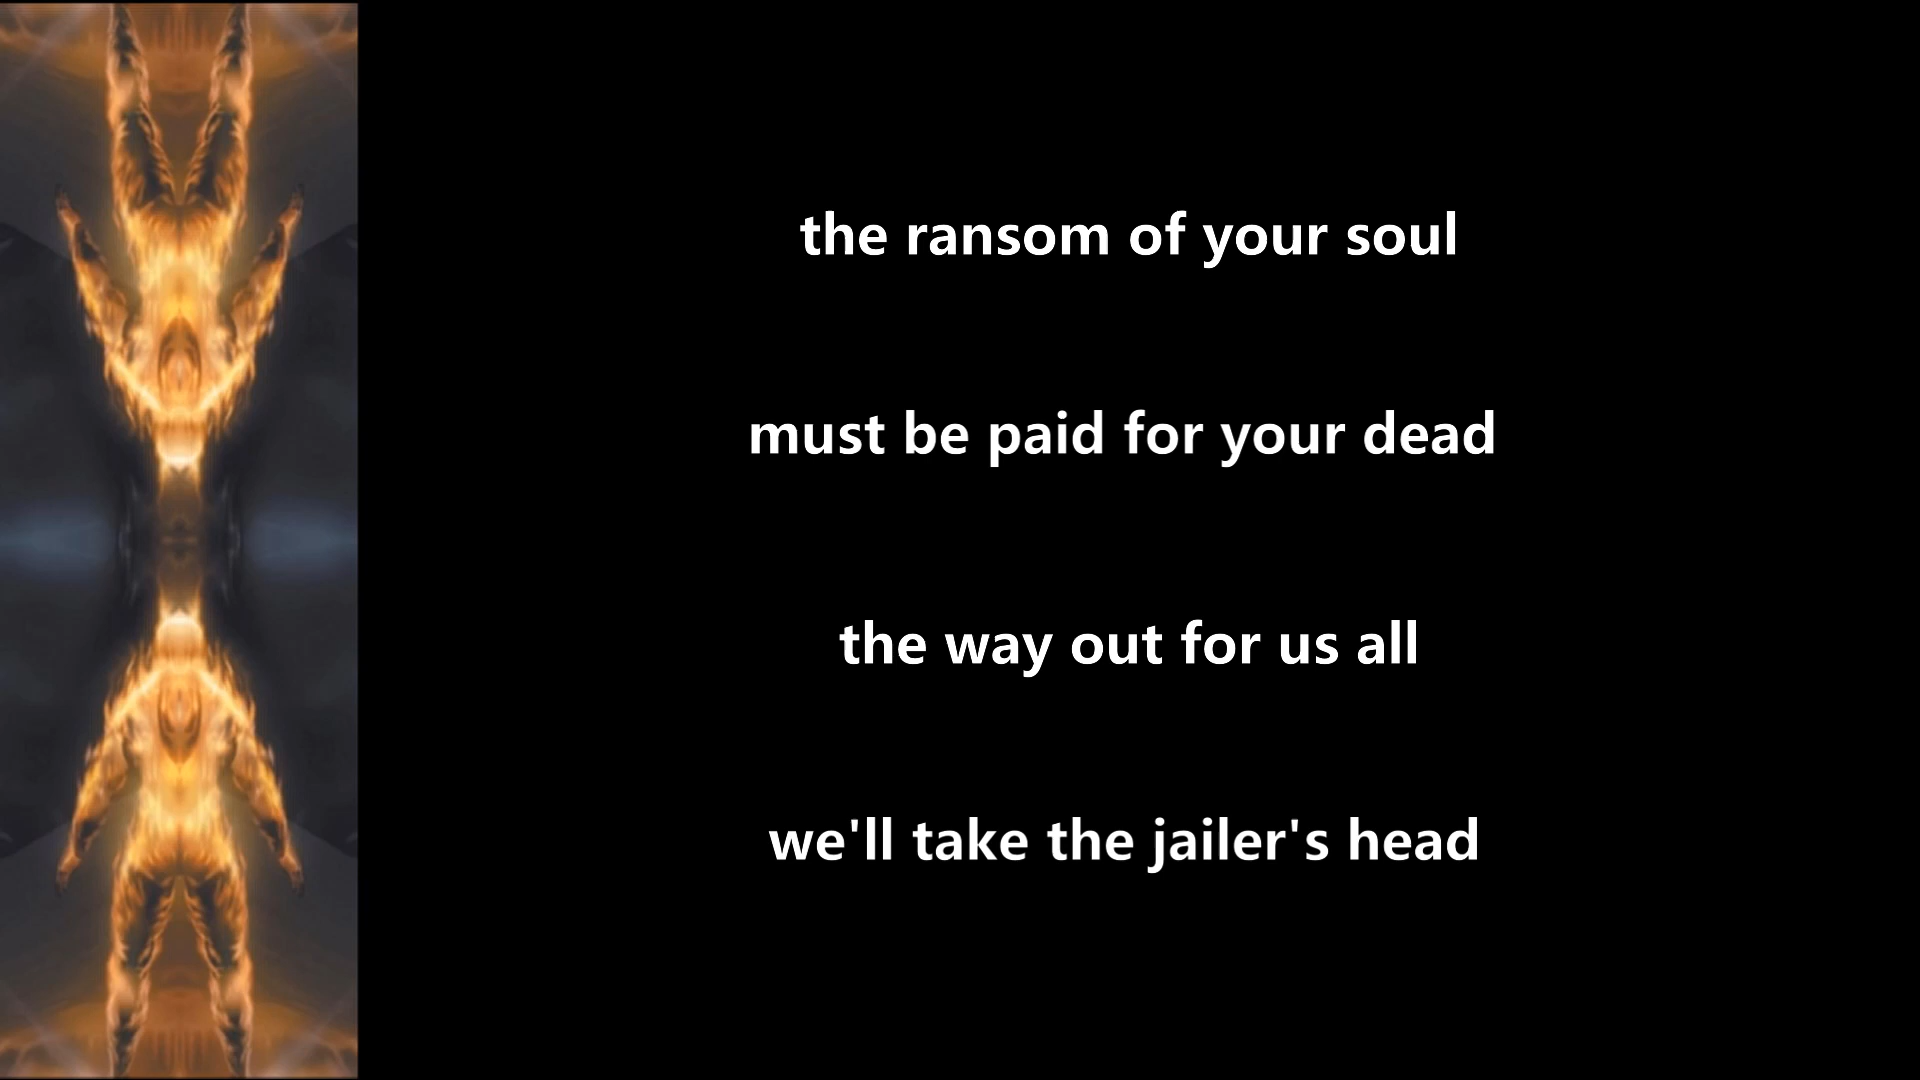 the ransom of your soul
must be paid for your dead
the way out for us all
we'll take the jailer's head